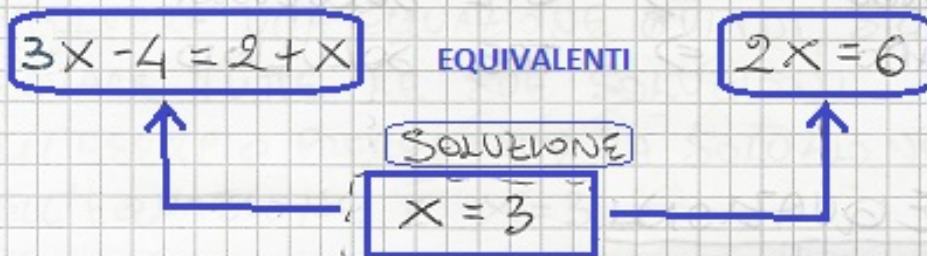 3x - 4 = 2 + x EQUIVALENTI 2x = 6
SOLUZIONE
x = 3